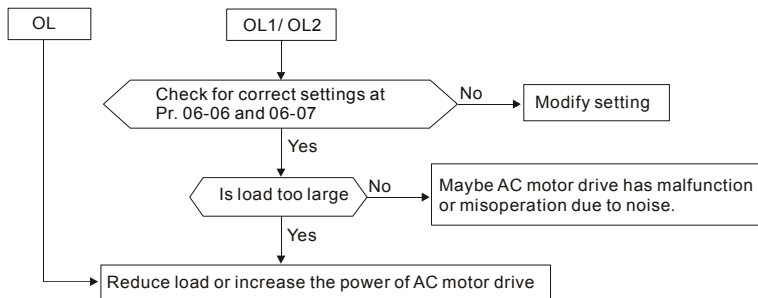 OL
OL1/ OL2
Check for correct settings at
Pr. 06-06 and 06-07
No
Modify setting
Yes
Is load too large
No
Maybe AC motor drive has malfunction
or misoperation due to noise.
Yes
Reduce load or increase the power of AC motor drive